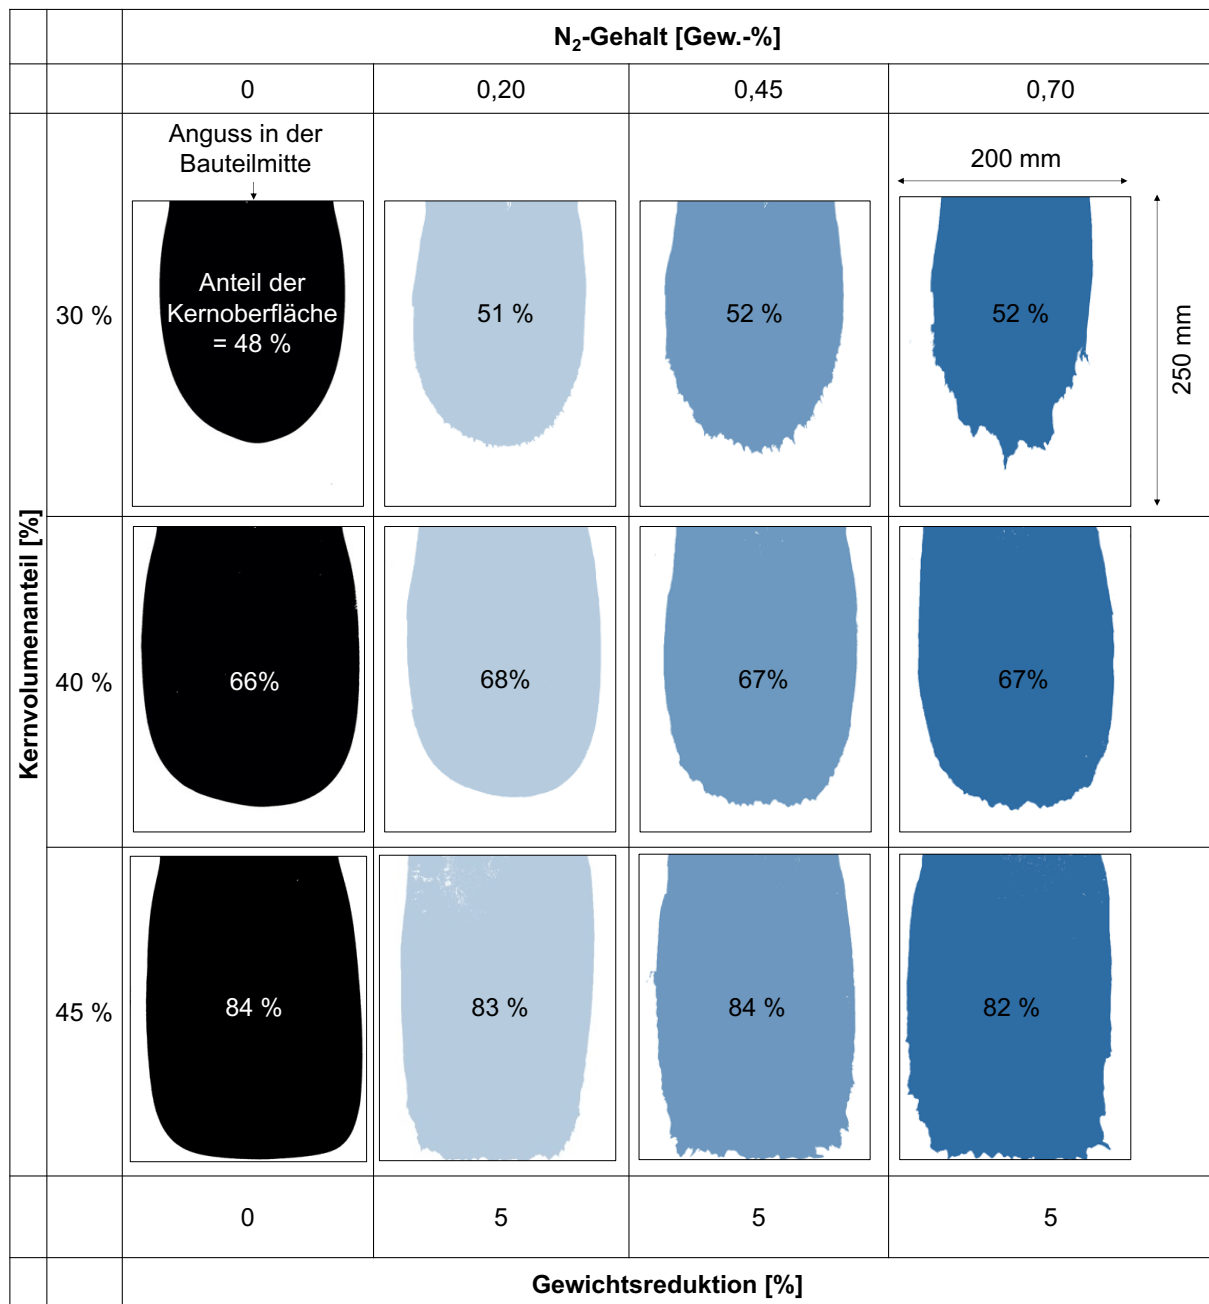 N₂-Gehalt [Gew.-%]
0 0,20 0,45 0,70
Anguss in der
Bauteilmitte
200 mm
250 mm
Kernvolumenanteil [%]
30 %
Anteil der
Kernoberfläche
= 48 %
51 % 52 % 52 %
40 % 66% 68% 67% 67%
45 % 84 % 83 % 84 % 82 %
0 5 5 5
Gewichtsreduktion [%]